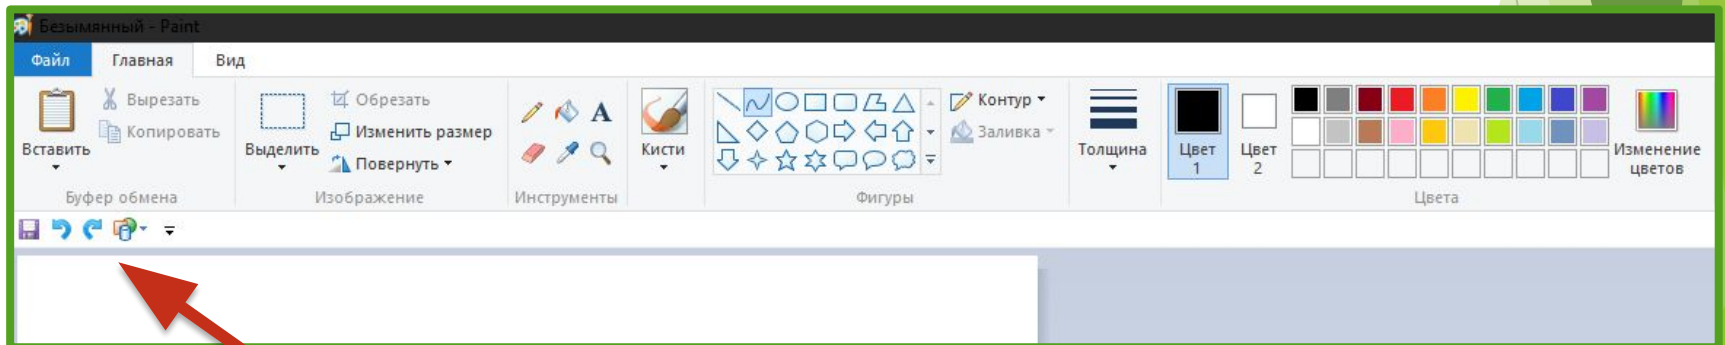 Безымянный - Paint
Файл Главная Вид
Вставить
Вырезать
Копировать
Буфер обмена
Выделить
Обрезать
Изменить размер
Повернуть
Изображение
A
Инструменты
Кисти
Контур
Заливка
Фигуры
Толщина
Цвет
1
Цвет
2
Изменение
цветов
Цвета